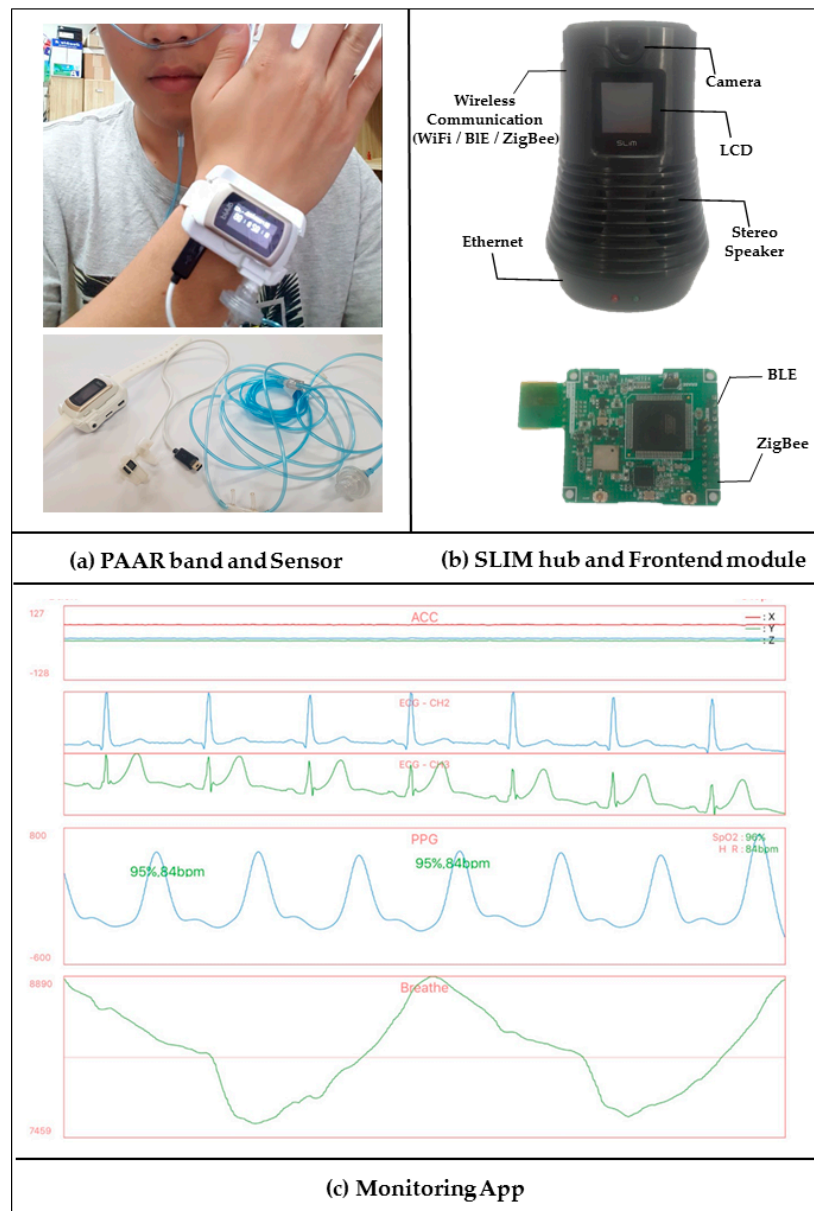 Camera
Wireless
Communication
(WiFi / BlE / ZigBee)
LCD
SLIM
Stereo
Speaker
Ethernet
BLE
ZigBee
(a) PAAR band and Sensor
(b) SLIM hub and Frontend module
127
ACC
: X
: Y
: Z
-128
ECG - CH2
ECG - CH3
800
PPG
SpO2 : 96%
H R : 84bpm
95%,84bpm
95%,84bpm
-600
8890
Breathe
7459
(c) Monitoring App